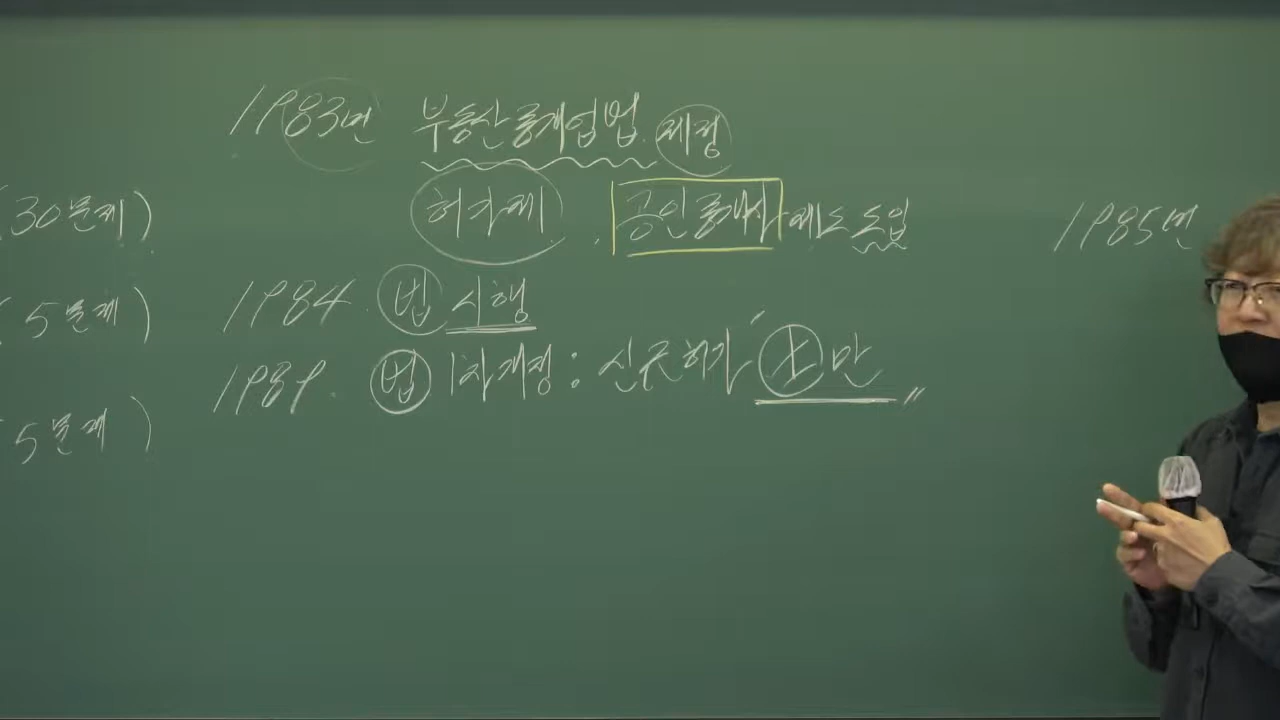 (30문제)
(5문제)
(5문제)
1983년 부동산중개업법 제정
허가제, 공인중개사 제도 도입
1984. 법 시행
1989. 법 1차개정 : 신규허가 "士만"
1985년